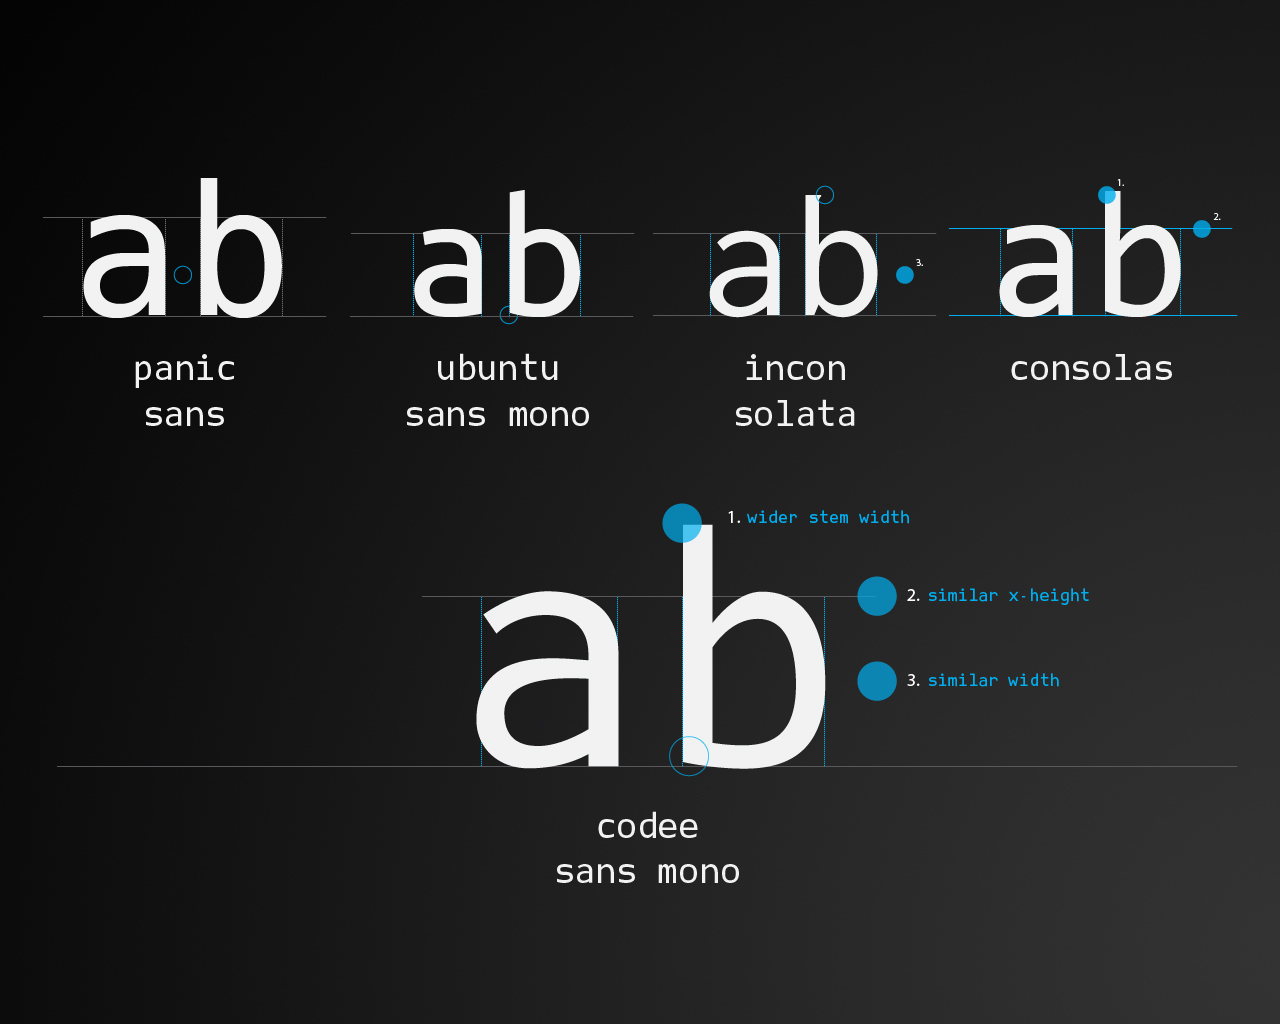 ab
ab
ab
ab
1.
2.
3.
panic
sans
ubuntu
sans mono
incon
solata
consolas
ab
1. wider stem width
2. similar x-height
3. similar width
codee
sans mono